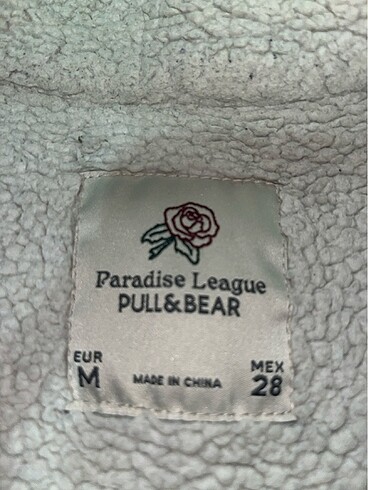 Paradise League
PULL&BEAR
EUR
M
MADE IN CHINA
MEX
28